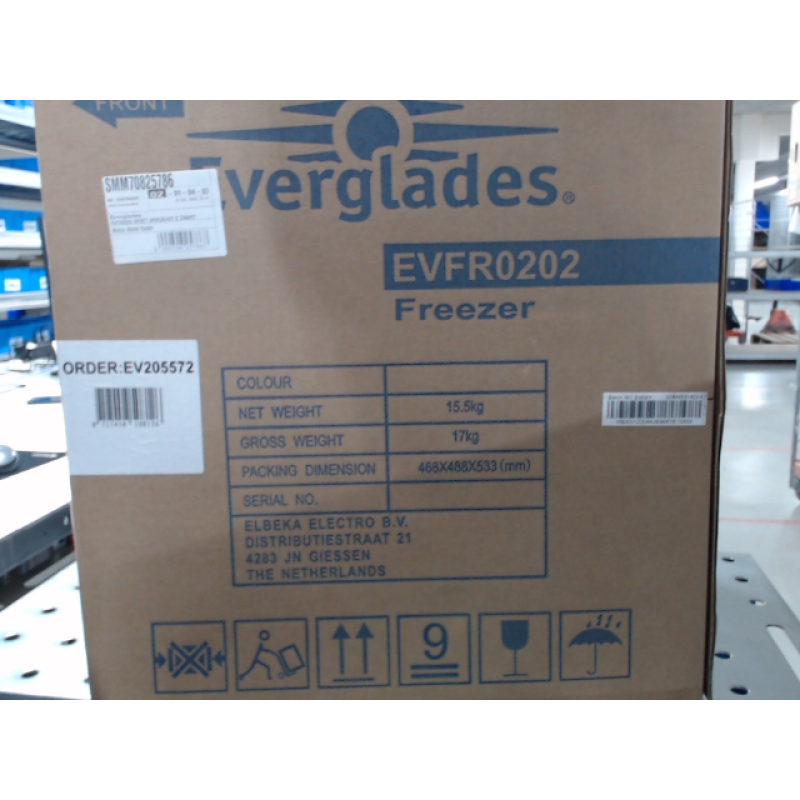 FRONT
Everglades®
SMM70825786
07
EVFR0202
Freezer
ORDER:EV205572
COLOUR
NET WEIGHT 15.5kg
GROSS WEIGHT 17kg
PACKING DIMENSION 468X488X533(mm)
SERIAL NO.
ELBEKA ELECTRO B.V.
DISTRIBUTIESTRAAT 21
4283 JN GIESSEN
THE NETHERLANDS
9